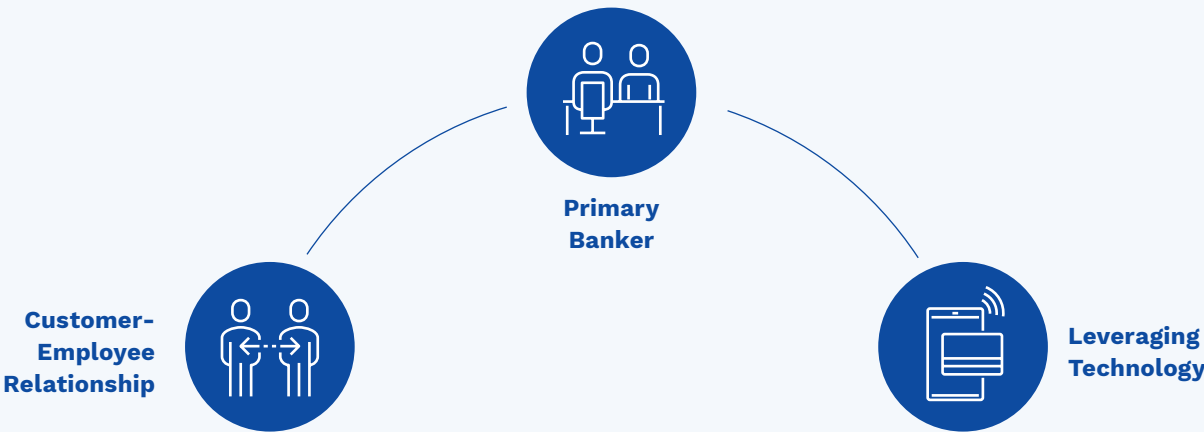 Primary
Banker
Customer-
Employee
Relationship
Leveraging
Technology